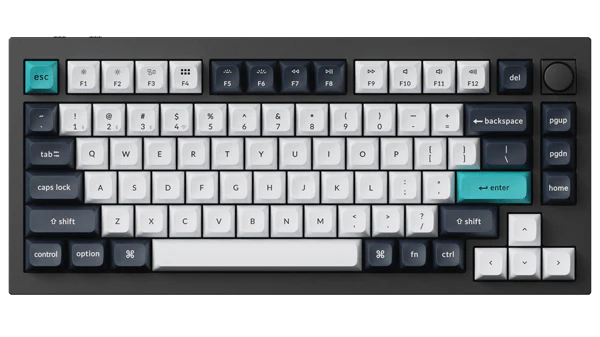 esc F1 F2 F3 F4 F5 F6 F7 F8 F9 F10 F11 F12 del
~ ! 1 @ 2 # 3 $ 4 % 5 ^ 6 & 7 * 8 ( 9 ) 0 — - + = ← backspace pgup
tab Q W E R T Y U I O P { [ } ] | \ pgdn
caps lock A S D F G H J K L : ; " ' ↵ enter home
⇧ shift Z X C V B N M < , > . ? / ⇧ shift ^
control option ⌘ ⌘ fn ctrl < ⌄ >